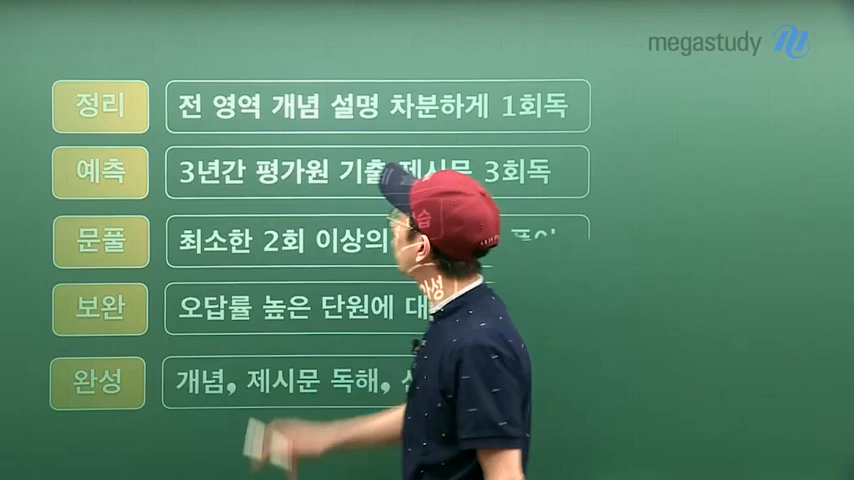 megastudy
정리 전 영역 개념 설명 차분하게 1회독
예측 3년간 평가원 기출 제시문 3회독
문풀 최소한 2회 이상의
보완 오답률 높은 단원에 대
완성 개념, 제시문 독해,